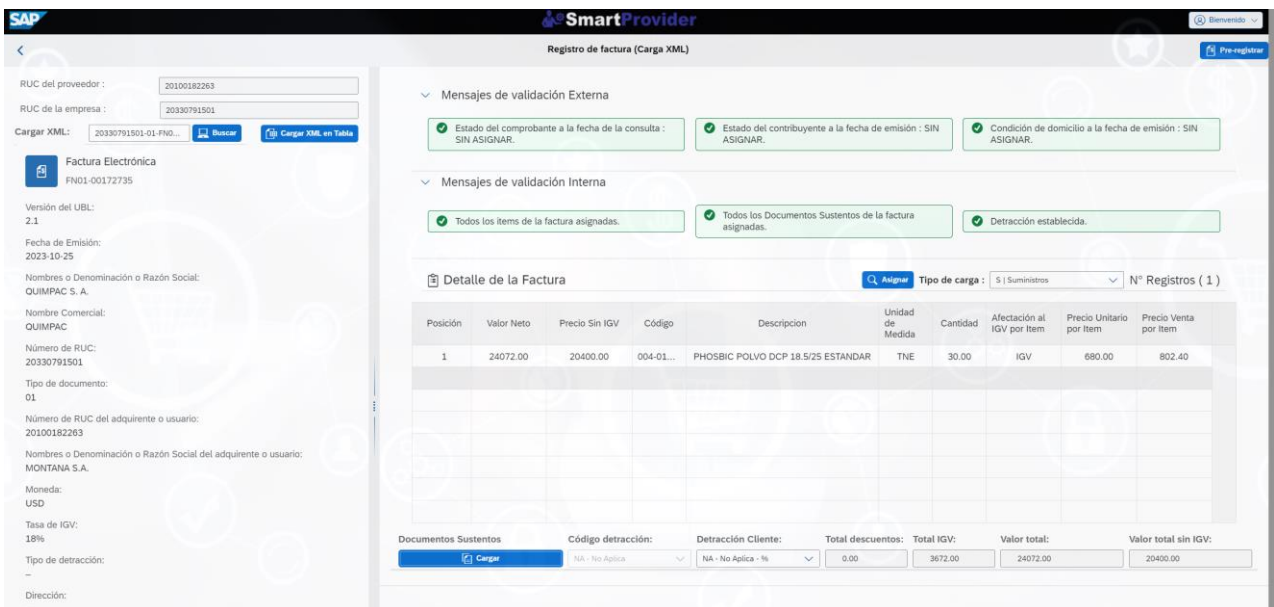 SAP
SmartProvider
Bienvenido
Registro de factura (Carga XML)
Pre-registrar
RUC del proveedor :
20100182263
RUC de la empresa :
20330791501
Cargar XML:
20330791501-01-FN0...
Buscar
Cargar XML en Tabla
Factura Electrónica
FN01-00172735
Versión del UBL:
2.1
Fecha de Emisión:
2023-10-25
Nombres o Denominación o Razón Social:
QUIMPAC S. A.
Nombre Comercial:
QUIMPAC
Número de RUC:
20330791501
Tipo de documento:
01
Número de RUC del adquirente o usuario:
20100182263
Nombres o Denominación o Razón Social del adquirente o usuario:
MONTANA S.A.
Moneda:
USD
Tasa de IGV:
18%
Tipo de detracción:
–
Dirección:
Mensajes de validación Externa
Estado del comprobante a la fecha de la consulta :
SIN ASIGNAR.
Estado del contribuyente a la fecha de emisión : SIN
ASIGNAR.
Condición de domicilio a la fecha de emisión : SIN
ASIGNAR.
Mensajes de validación Interna
Todos los items de la factura asignadas.
Todos los Documentos Sustentos de la factura
asignadas.
Detracción establecida.
Detalle de la Factura
Asignar
Tipo de carga :
S | Suministros
N° Registros ( 1 )
Posición Valor Neto Precio Sin IGV Código Descripcion Unidad de Medida Cantidad Afectación al IGV por Item Precio Unitario por Item Precio Venta por Item
1 24072.00 20400.00 004-01... PHOSBIC POLVO DCP 18.5/25 ESTANDAR TNE 30.00 IGV 680.00 802.40
Documentos Sustentos Código detracción: Detracción Cliente: Total descuentos: Total IGV: Valor total: Valor total sin IGV:
Cargar NA - No Aplica NA - No Aplica - % 0.00 3672.00 24072.00 20400.00